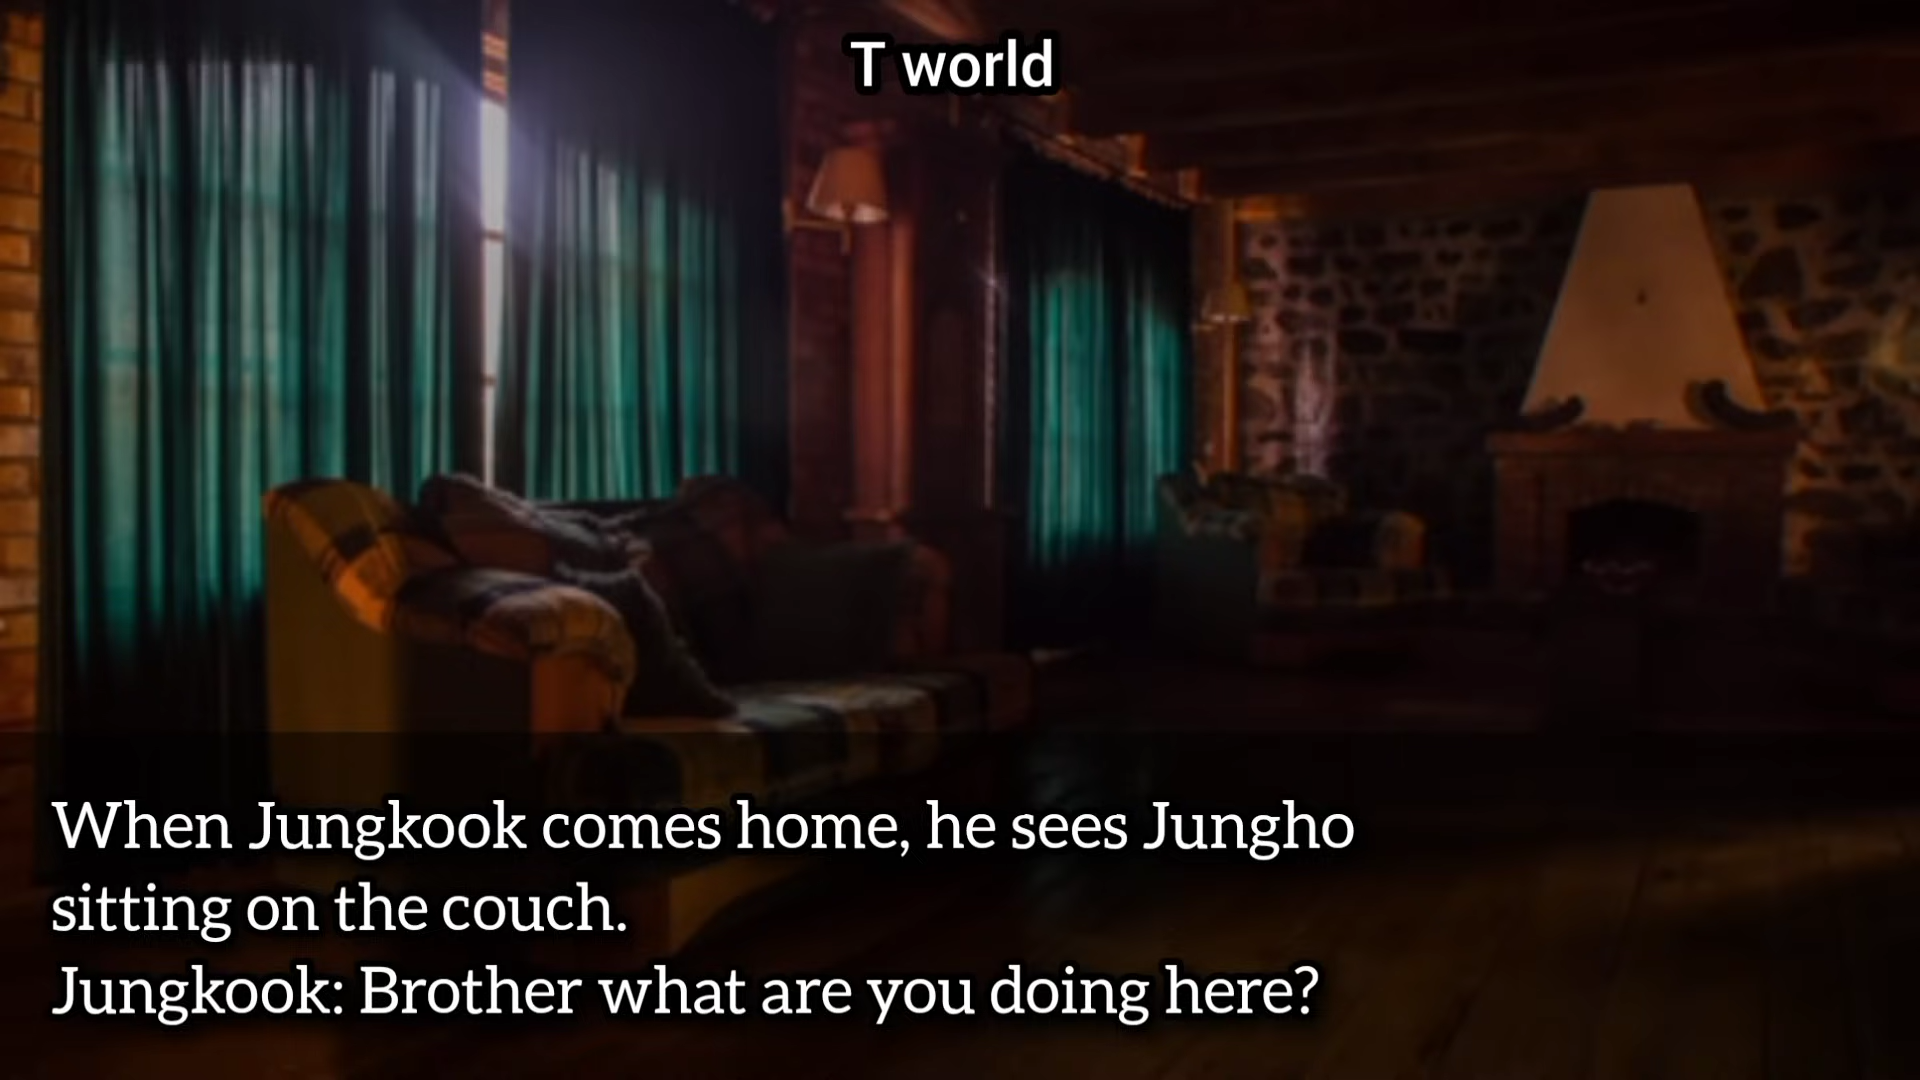 T world
When Jungkook comes home, he sees Jungho
sitting on the couch.
Jungkook: Brother what are you doing here?